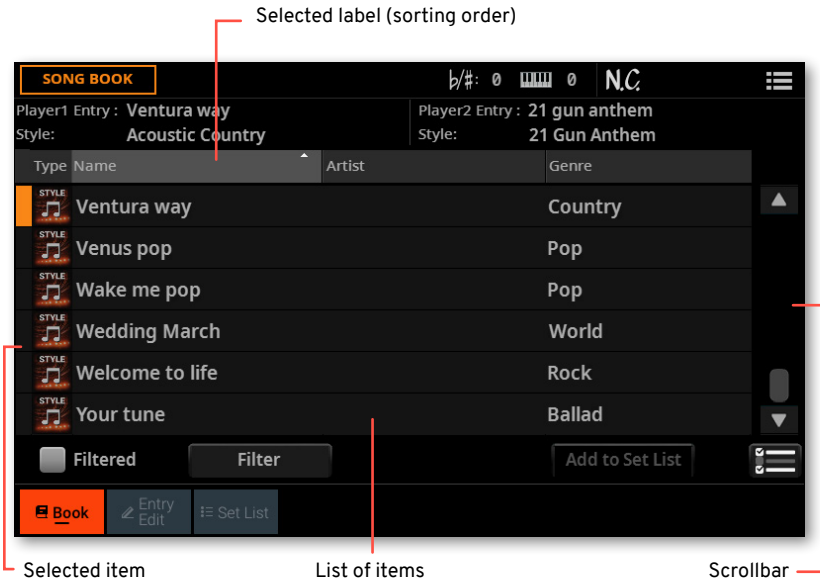 Selected label (sorting order)
SONG BOOK ♭/♯: 0 0 N.C.
Player1 Entry : Ventura way Player2 Entry : 21 gun anthem
Style: Acoustic Country Style: 21 Gun Anthem
Type Name Artist Genre
STYLE Ventura way Country
STYLE Venus pop Pop
STYLE Wake me pop Pop
STYLE Wedding March World
STYLE Welcome to life Rock
STYLE Your tune Ballad
Filtered Filter Add to Set List
Book Entry Edit Set List
Selected item List of items Scrollbar